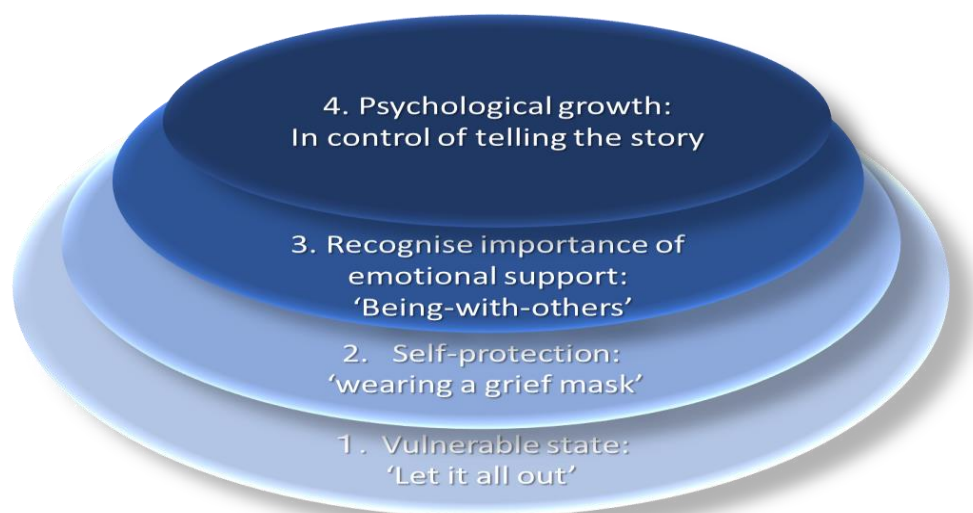 4. Psychological growth:
In control of telling the story
3. Recognise importance of
emotional support:
‘Being-with-others’
2. Self-protection:
‘wearing a grief mask’
1. Vulnerable state:
‘Let it all out’